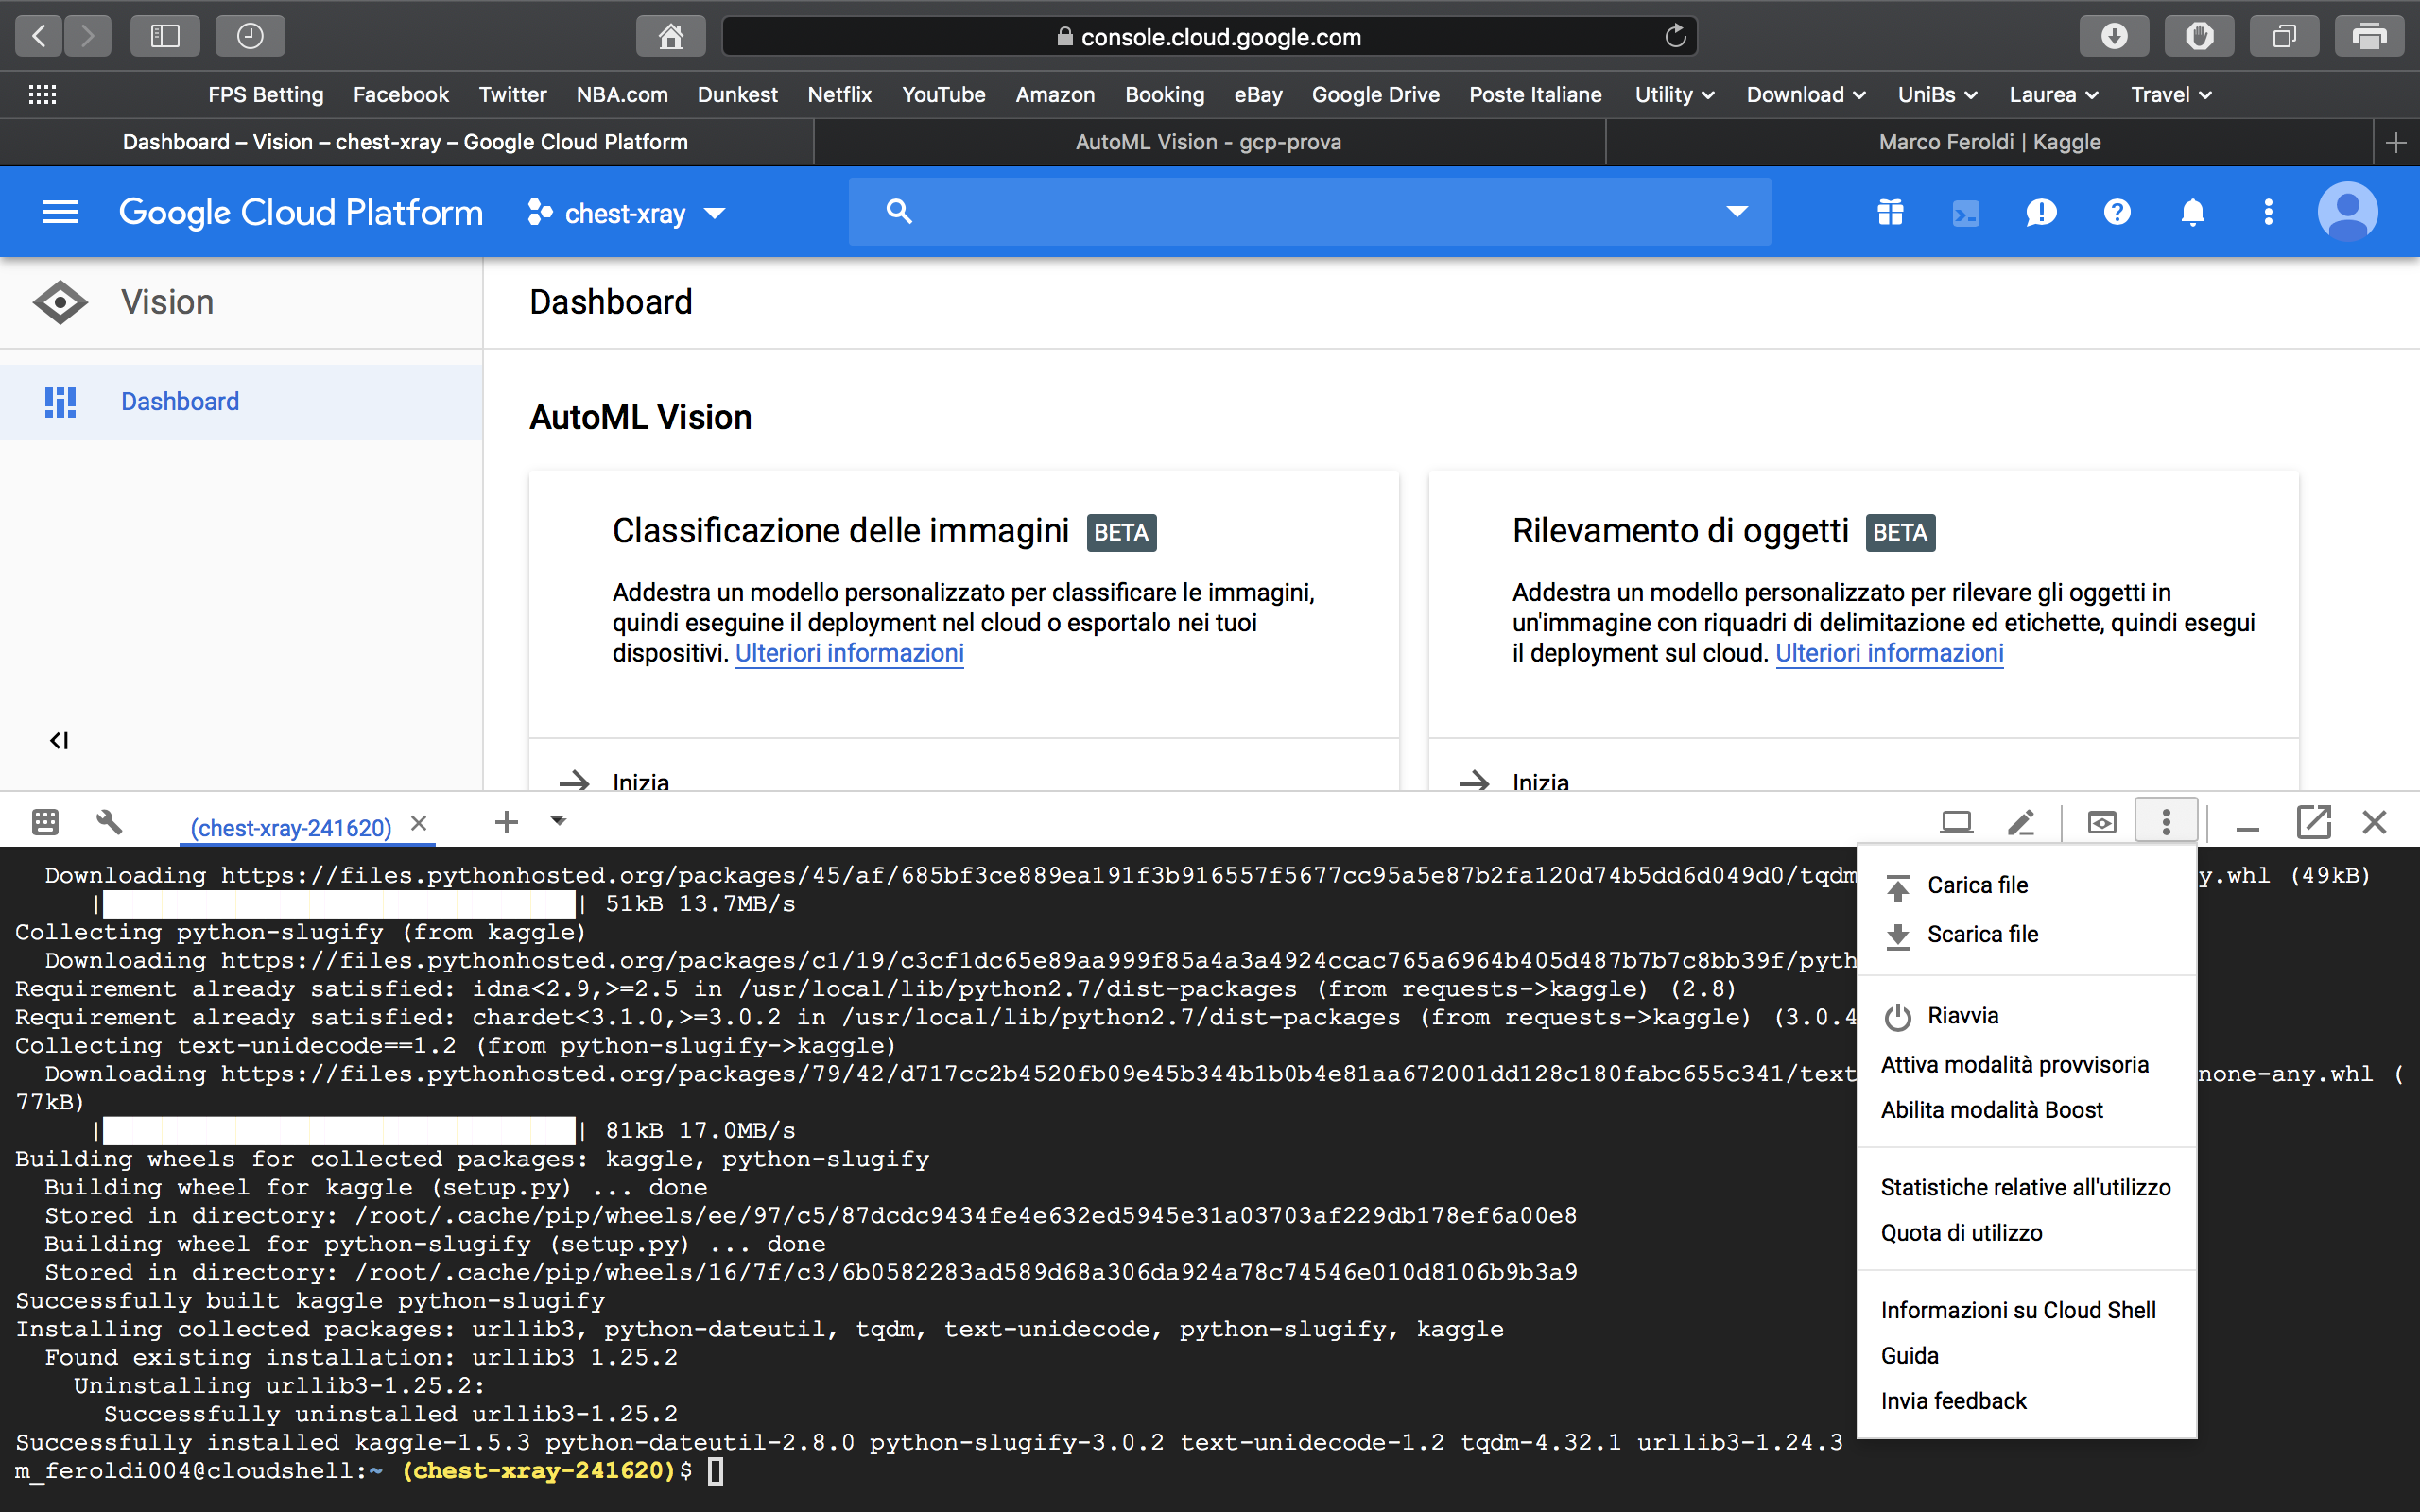 console.cloud.google.com
FPS Betting Facebook Twitter NBA.com Dunkest Netflix YouTube Amazon Booking eBay Google Drive Poste Italiane Utility Download UniBs Laurea Travel
Dashboard – Vision – chest-xray – Google Cloud Platform AutoML Vision - gcp-prova Marco Feroldi | Kaggle
Google Cloud Platform chest-xray
Vision Dashboard
Dashboard
AutoML Vision
Classificazione delle immagini BETA
Addestra un modello personalizzato per classificare le immagini,
quindi eseguine il deployment nel cloud o esportalo nei tuoi
dispositivi. Ulteriori informazioni
Inizia
Rilevamento di oggetti BETA
Addestra un modello personalizzato per rilevare gli oggetti in
un'immagine con riquadri di delimitazione ed etichette, quindi esegui
il deployment sul cloud. Ulteriori informazioni
Inizia
(chest-xray-241620)
Downloading https://files.pythonhosted.org/packages/45/af/685bf3ce889ea191f3b916557f5677cc95a5e87b2fa120d74b5dd6d049d0/tqdm y.whl (49kB)
| | 51kB 13.7MB/s
Collecting python-slugify (from kaggle)
Downloading https://files.pythonhosted.org/packages/c1/19/c3cf1dc65e89aa999f85a4a3a4924ccac765a6964b405d487b7b7c8bb39f/pyth
Requirement already satisfied: idna<2.9,>=2.5 in /usr/local/lib/python2.7/dist-packages (from requests->kaggle) (2.8)
Requirement already satisfied: chardet<3.1.0,>=3.0.2 in /usr/local/lib/python2.7/dist-packages (from requests->kaggle) (3.0.4
Collecting text-unidecode==1.2 (from python-slugify->kaggle)
Downloading https://files.pythonhosted.org/packages/79/42/d717cc2b4520fb09e45b344b1b0b4e81aa672001dd128c180fabc655c341/text none-any.whl (
77kB)
| | 81kB 17.0MB/s
Building wheels for collected packages: kaggle, python-slugify
Building wheel for kaggle (setup.py) ... done
Stored in directory: /root/.cache/pip/wheels/ee/97/c5/87dcdc9434fe4e632ed5945e31a03703af229db178ef6a00e8
Building wheel for python-slugify (setup.py) ... done
Stored in directory: /root/.cache/pip/wheels/16/7f/c3/6b0582283ad589d68a306da924a78c74546e010d8106b9b3a9
Successfully built kaggle python-slugify
Installing collected packages: urllib3, python-dateutil, tqdm, text-unidecode, python-slugify, kaggle
Found existing installation: urllib3 1.25.2
Uninstalling urllib3-1.25.2:
Successfully uninstalled urllib3-1.25.2
Successfully installed kaggle-1.5.3 python-dateutil-2.8.0 python-slugify-3.0.2 text-unidecode-1.2 tqdm-4.32.1 urllib3-1.24.3
m_feroldi004@cloudshell:~ (chest-xray-241620)$
Carica file
Scarica file
Riavvia
Attiva modalità provvisoria
Abilita modalità Boost
Statistiche relative all'utilizzo
Quota di utilizzo
Informazioni su Cloud Shell
Guida
Invia feedback